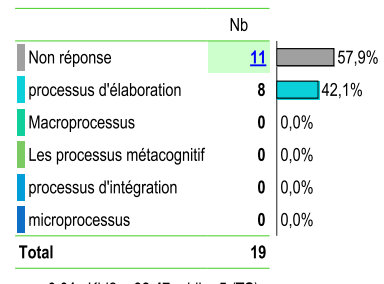 Nb
Non réponse 11 57,9%
processus d'élaboration 8 42,1%
Macroprocessus 0 0,0%
Les processus métacognitif 0 0,0%
processus d'intégration 0 0,0%
microprocessus 0 0,0%
Total 19